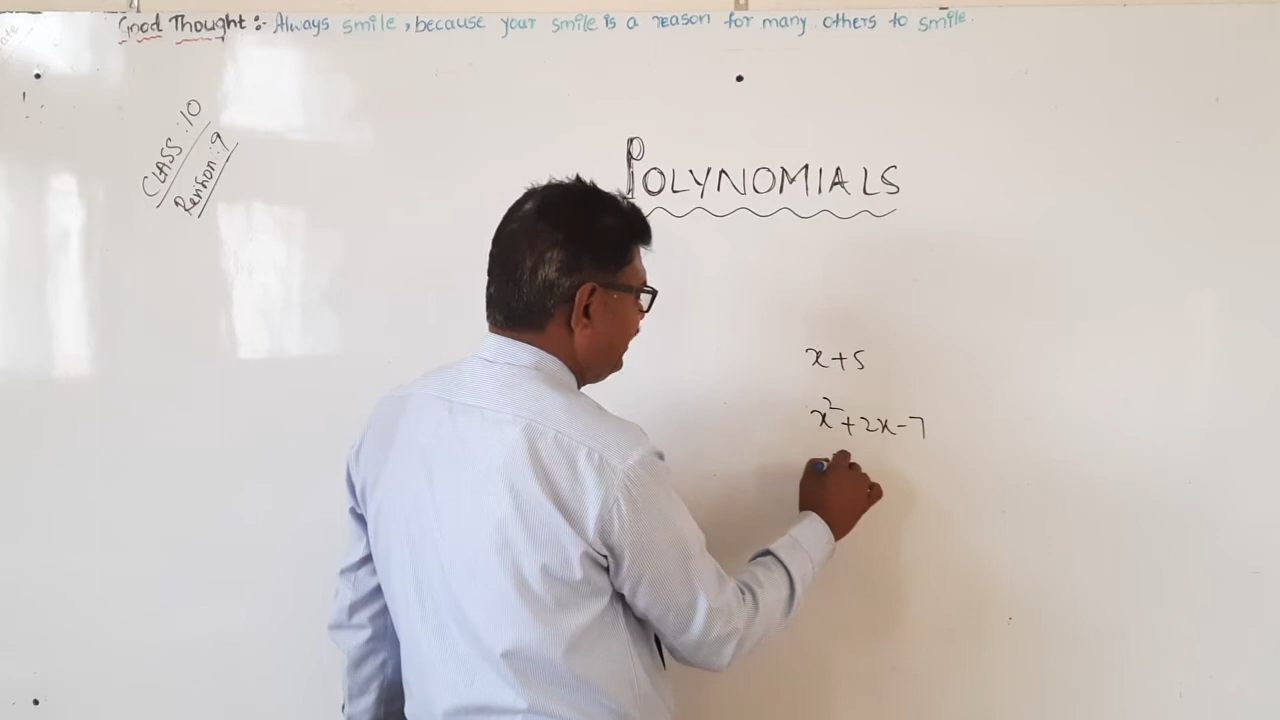 Good Thought :- Always smile, because your smile is a reason for many others to smile.
CLASS : 10
Revision : 9
POLYNOMIALS
x+5
x²+2x-7